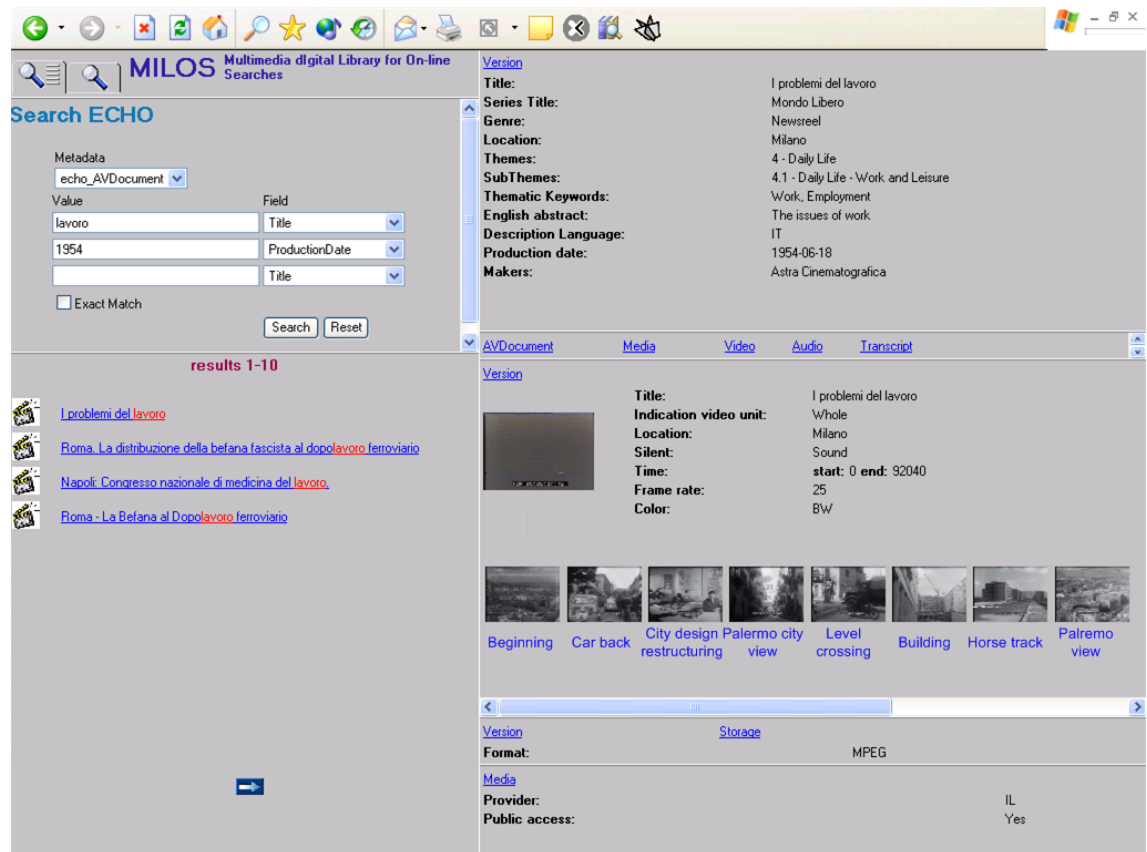 MILOS Multimedia dIgital Library for On-line Searches
Search ECHO
Metadata
echo_AVDocument
Value Field
lavoro Title
1954 ProductionDate
Title
Exact Match
Search Reset
results 1-10
I problemi del lavoro
Roma. La distribuzione della befana fascista al dopolavoro ferroviario
Napoli: Congresso nazionale di medicina del lavoro.
Roma - La Befana al Dopolavoro ferroviario
Version
Title: I problemi del lavoro
Series Title: Mondo Libero
Genre: Newsreel
Location: Milano
Themes: 4 - Daily Life
SubThemes: 4.1 - Daily Life - Work and Leisure
Thematic Keywords: Work, Employment
English abstract: The issues of work
Description Language: IT
Production date: 1954-06-18
Makers: Astra Cinematografica
AVDocument Media Video Audio Transcript
Version
Title: I problemi del lavoro
Indication video unit: Whole
Location: Milano
Silent: Sound
Time: start: 0 end: 92040
Frame rate: 25
Color: BW
Beginning
Car back
City design
restructuring
Palermo city
view
Level
crossing
Building
Horse track
Palremo
view
Version Storage
Format: MPEG
Media
Provider: IL
Public access: Yes